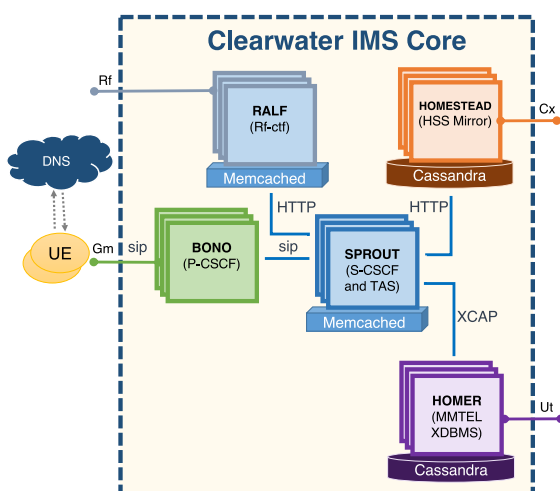 Clearwater IMS Core
Rf
RALF
(Rf-ctf)
Memcached
HOMESTEAD
(HSS Mirror)
Cassandra
Cx
DNS
HTTP
HTTP
UE
Gm
sip
BONO
(P-CSCF)
sip
SPROUT
(S-CSCF
and TAS)
Memcached
XCAP
HOMER
(MMTEL
XDBMS)
Cassandra
Ut